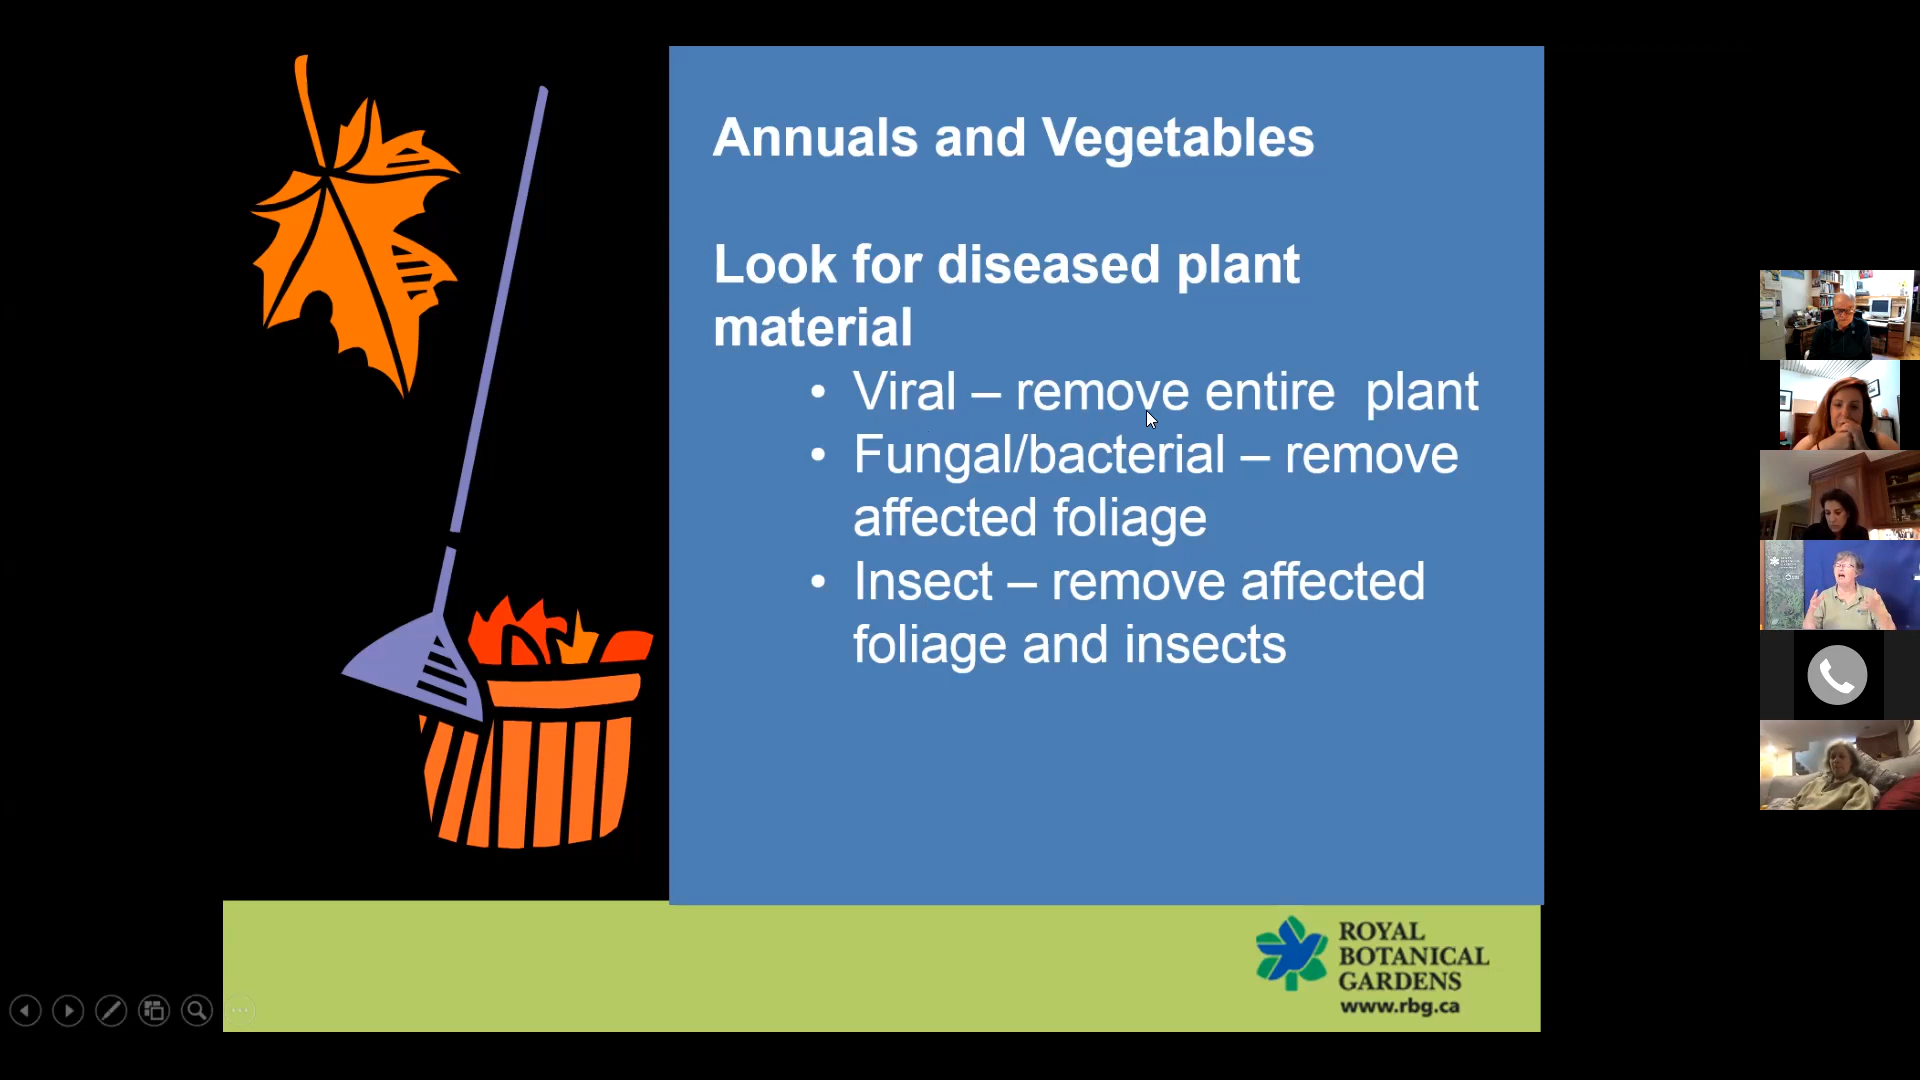 Annuals and Vegetables
Look for diseased plant
material
• Viral – remove entire  plant
• Fungal/bacterial – remove
affected foliage
• Insect – remove affected
foliage and insects
ROYAL
BOTANICAL
GARDENS
www.rbg.ca